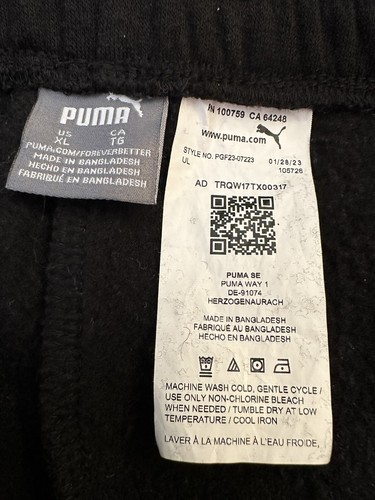 PUMA
US CA
XL TG
PUMA.COM/FOREVERBETTER
MADE IN BANGLADESH
HECHO EN BANGLADESH
FABRIQUÉ EN BANGLADESH
IN 100759 CA 64248
www.puma.com
STYLE NO. PGF23-07223 01/28/23
UL 105726
AD TRQW17TX00317
PUMA SE
PUMA WAY 1
DE-91074
HERZOGENAURACH
MADE IN BANGLADESH
FABRIQUÉ AU BANGLADESH
HECHO EN BANGLADESH
MACHINE WASH COLD, GENTLE CYCLE /
USE ONLY NON-CHLORINE BLEACH
WHEN NEEDED / TUMBLE DRY AT LOW
TEMPERATURE / COOL IRON
LAVER À LA MACHINE À L'EAU FROIDE,